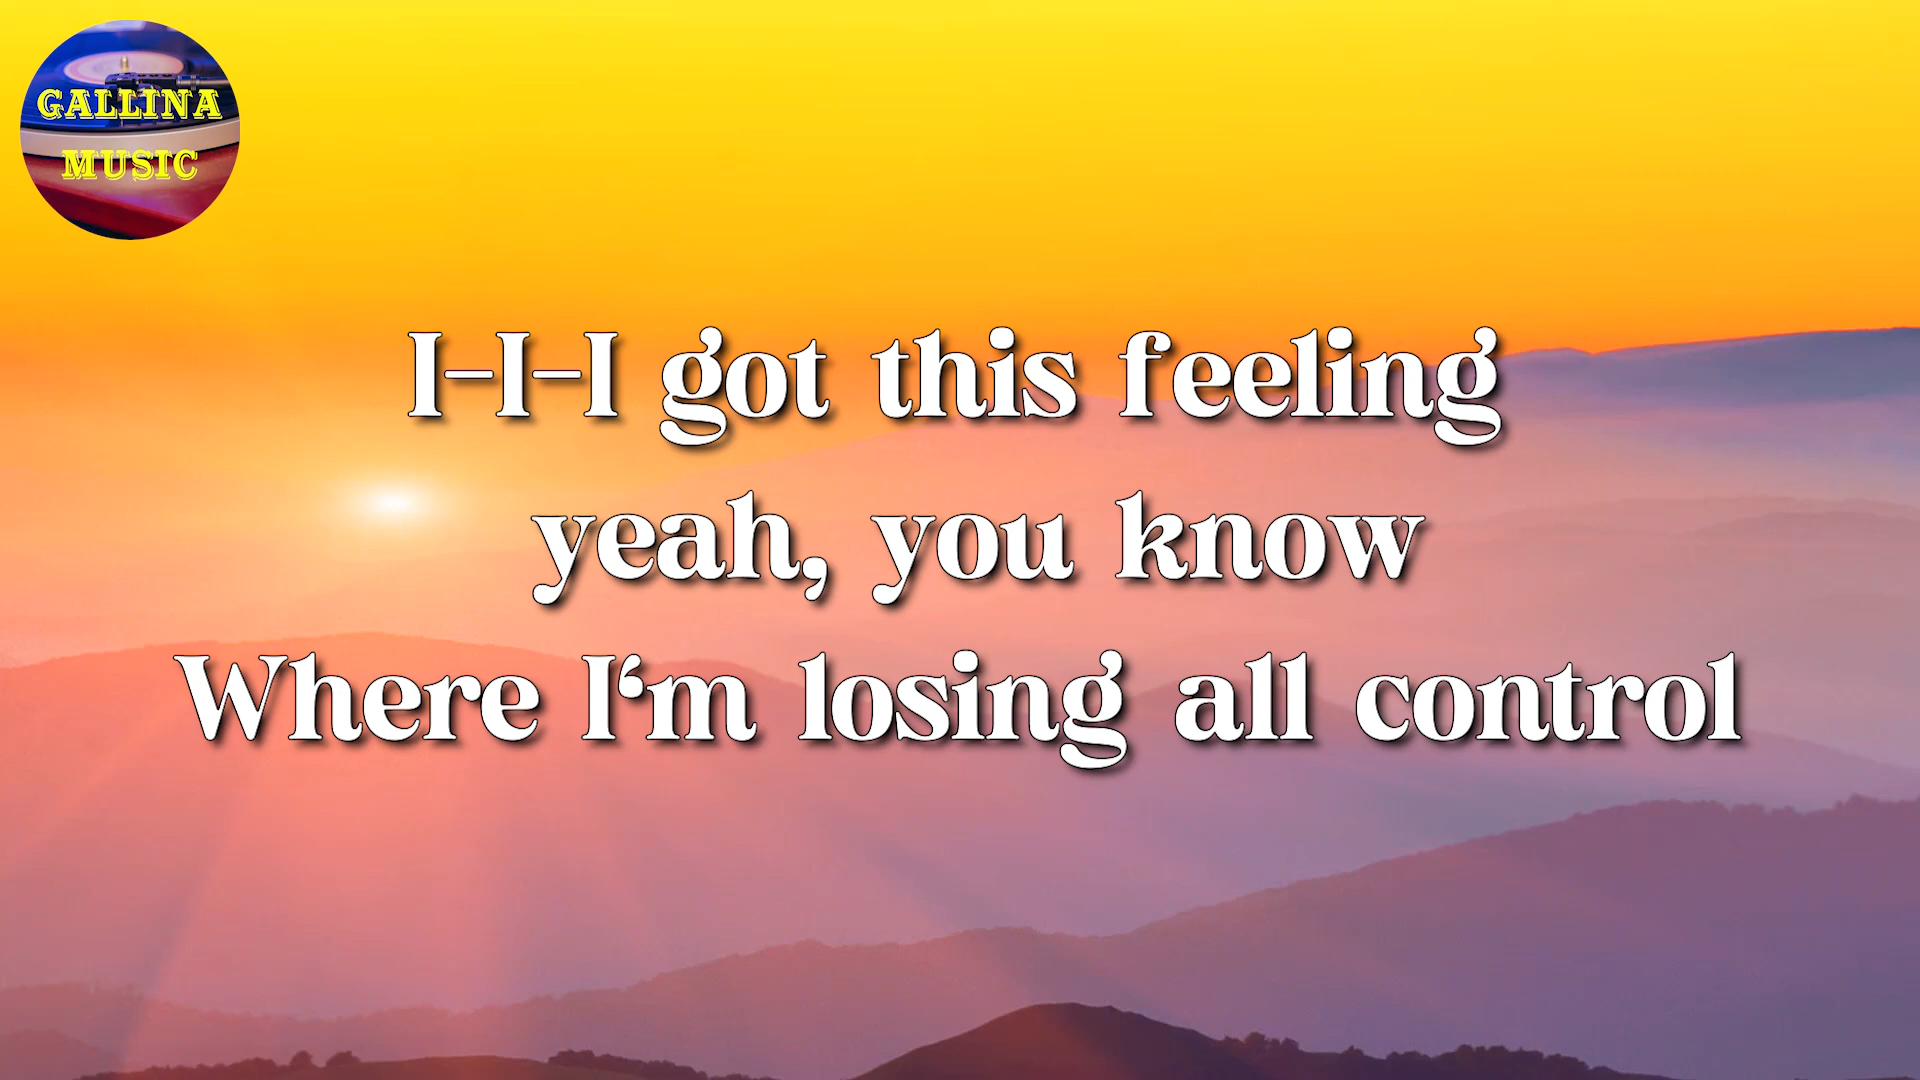 GALLINA
MUSIC
I-I-I got this feeling
yeah, you know
Where I‘m losing all control